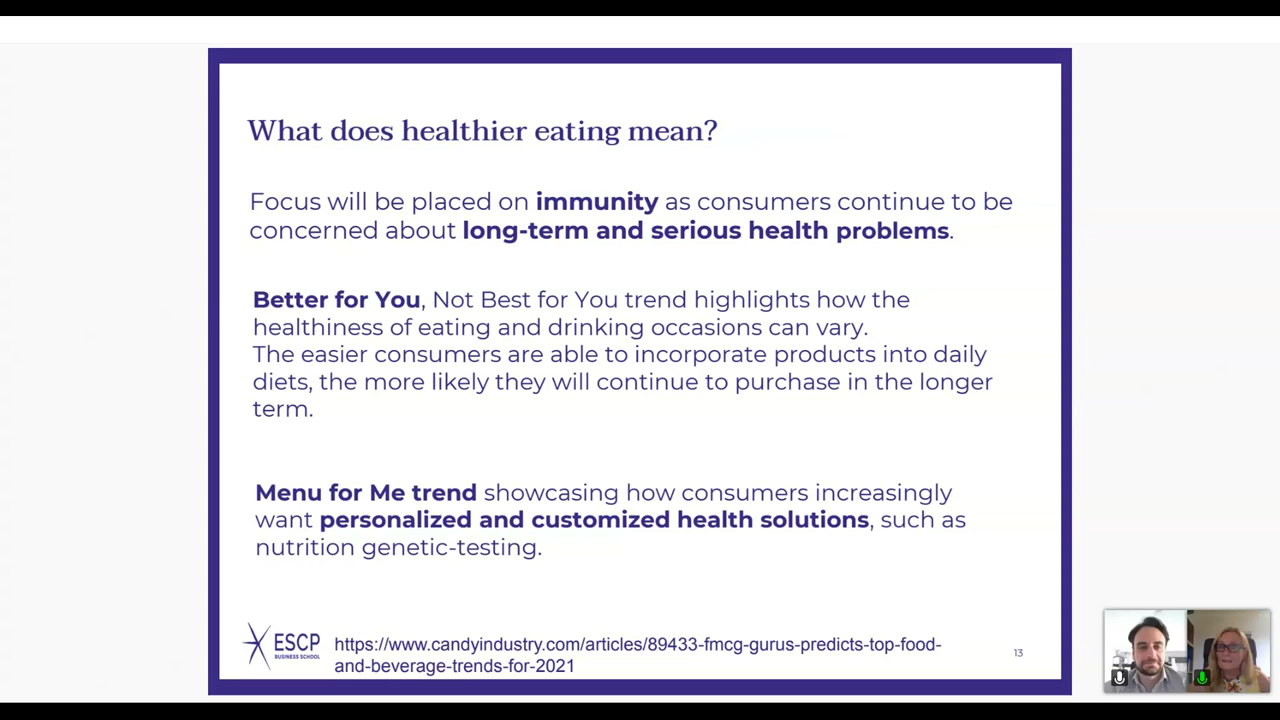 What does healthier eating mean?
Focus will be placed on immunity as consumers continue to be
concerned about long-term and serious health problems.
Better for You, Not Best for You trend highlights how the
healthiness of eating and drinking occasions can vary.
The easier consumers are able to incorporate products into daily
diets, the more likely they will continue to purchase in the longer
term.
Menu for Me trend showcasing how consumers increasingly
want personalized and customized health solutions, such as
nutrition genetic-testing.
ESCP
BUSINESS SCHOOL
https://www.candyindustry.com/articles/89433-fmcg-gurus-predicts-top-food-
and-beverage-trends-for-2021
13